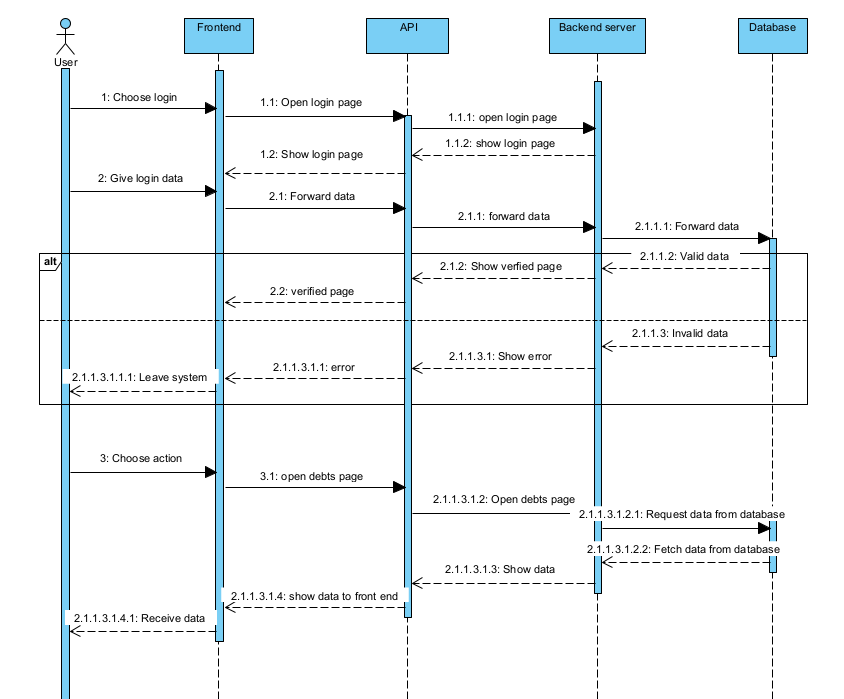 Frontend
API
Backend server
Database
User
1: Choose login
1.1: Open login page
1.1.1: open login page
1.1.2: show login page
1.2: Show login page
2: Give login data
2.1: Forward data
2.1.1: forward data
2.1.1.1: Forward data
alt
2.1.1.2: Valid data
2.1.2: Show verfied page
2.2: verified page
2.1.1.3: Invalid data
2.1.1.3.1: Show error
2.1.1.3.1.1: error
2.1.1.3.1.1.1: Leave system
3: Choose action
3.1: open debts page
2.1.1.3.1.2: Open debts page
2.1.1.3.1.2.1: Request data from database
2.1.1.3.1.2.2: Fetch data from database
2.1.1.3.1.3: Show data
2.1.1.3.1.4: show data to front end
2.1.1.3.1.4.1: Receive data